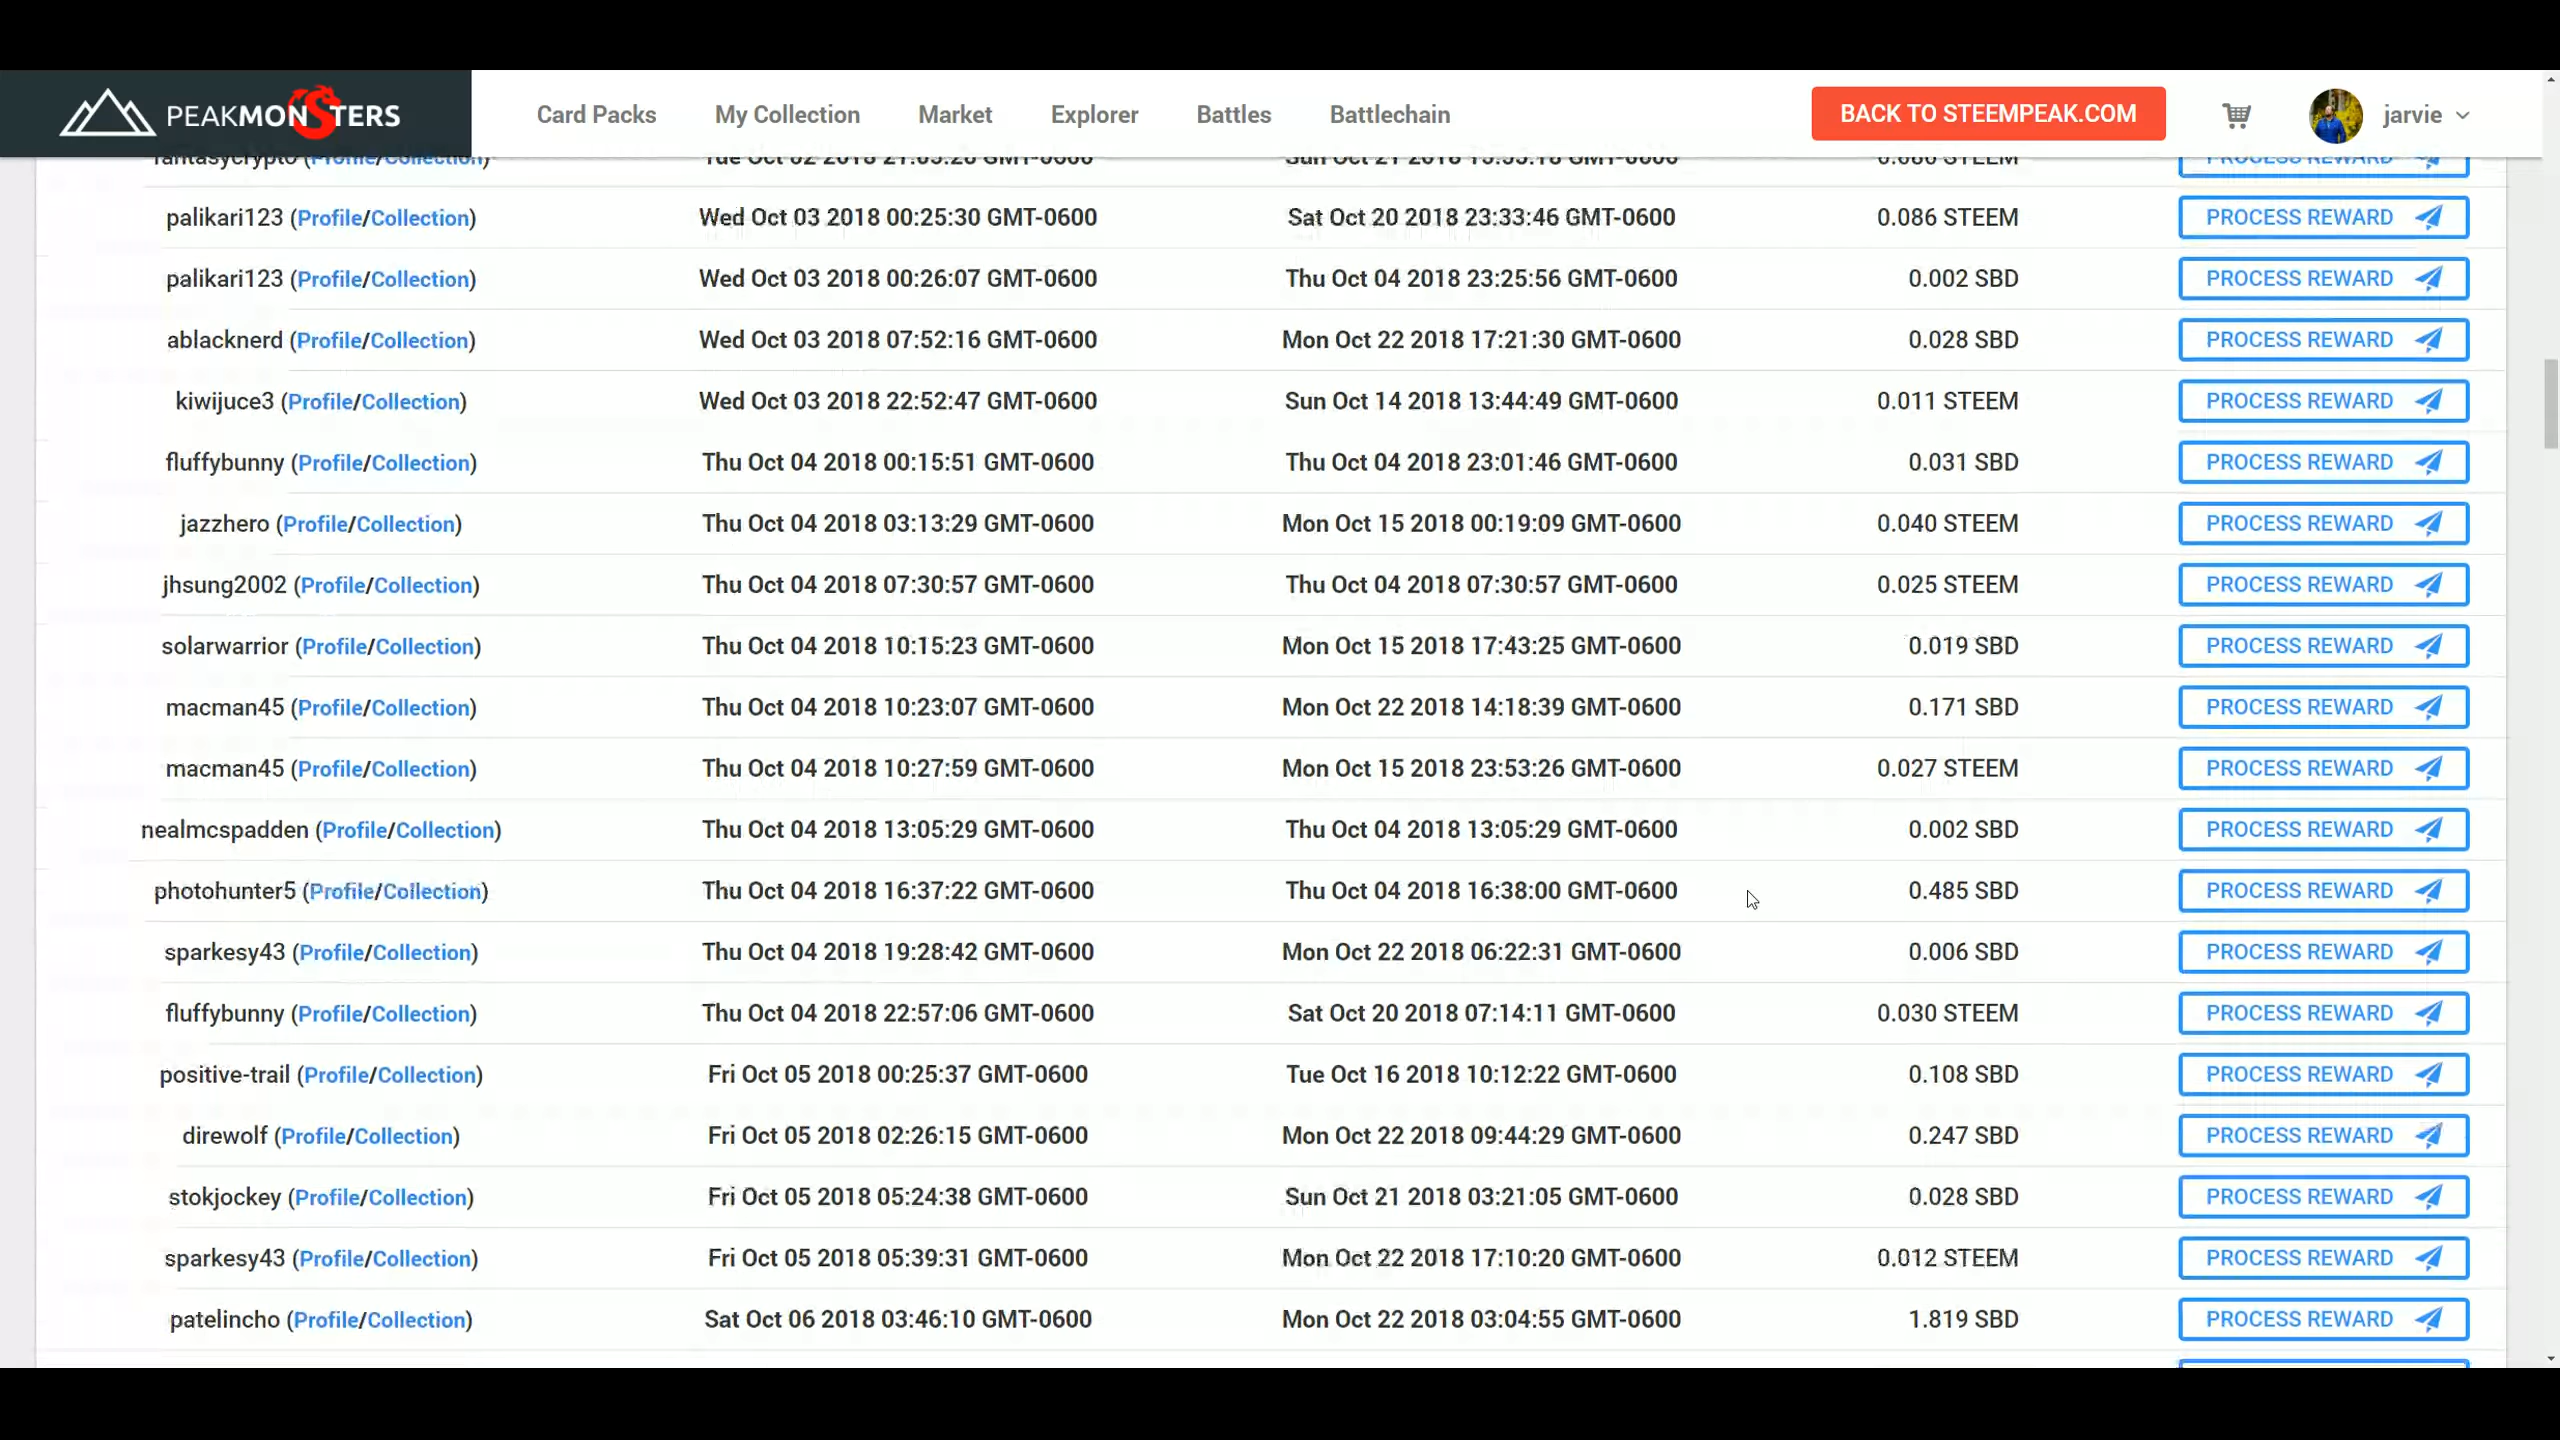 PEAKMONSTERS Card Packs My Collection Market Explorer Battles Battlechain BACK TO STEEMPEAK.COM jarvie
fantasycrypto (Profile/Collection) Tue Oct 02 2018 GMT-0600 Sun Oct 21 2018 GMT-0600 STEEM PROCESS REWARD
palikari123 (Profile/Collection) Wed Oct 03 2018 00:25:30 GMT-0600 Sat Oct 20 2018 23:33:46 GMT-0600 0.086 STEEM PROCESS REWARD
palikari123 (Profile/Collection) Wed Oct 03 2018 00:26:07 GMT-0600 Thu Oct 04 2018 23:25:56 GMT-0600 0.002 SBD PROCESS REWARD
ablacknerd (Profile/Collection) Wed Oct 03 2018 07:52:16 GMT-0600 Mon Oct 22 2018 17:21:30 GMT-0600 0.028 SBD PROCESS REWARD
kiwijuce3 (Profile/Collection) Wed Oct 03 2018 22:52:47 GMT-0600 Sun Oct 14 2018 13:44:49 GMT-0600 0.011 STEEM PROCESS REWARD
fluffybunny (Profile/Collection) Thu Oct 04 2018 00:15:51 GMT-0600 Thu Oct 04 2018 23:01:46 GMT-0600 0.031 SBD PROCESS REWARD
jazzhero (Profile/Collection) Thu Oct 04 2018 03:13:29 GMT-0600 Mon Oct 15 2018 00:19:09 GMT-0600 0.040 STEEM PROCESS REWARD
jhsung2002 (Profile/Collection) Thu Oct 04 2018 07:30:57 GMT-0600 Thu Oct 04 2018 07:30:57 GMT-0600 0.025 STEEM PROCESS REWARD
solarwarrior (Profile/Collection) Thu Oct 04 2018 10:15:23 GMT-0600 Mon Oct 15 2018 17:43:25 GMT-0600 0.019 SBD PROCESS REWARD
macman45 (Profile/Collection) Thu Oct 04 2018 10:23:07 GMT-0600 Mon Oct 22 2018 14:18:39 GMT-0600 0.171 SBD PROCESS REWARD
macman45 (Profile/Collection) Thu Oct 04 2018 10:27:59 GMT-0600 Mon Oct 15 2018 23:53:26 GMT-0600 0.027 STEEM PROCESS REWARD
nealmcspadden (Profile/Collection) Thu Oct 04 2018 13:05:29 GMT-0600 Thu Oct 04 2018 13:05:29 GMT-0600 0.002 SBD PROCESS REWARD
photohunter5 (Profile/Collection) Thu Oct 04 2018 16:37:22 GMT-0600 Thu Oct 04 2018 16:38:00 GMT-0600 0.485 SBD PROCESS REWARD
sparkesy43 (Profile/Collection) Thu Oct 04 2018 19:28:42 GMT-0600 Mon Oct 22 2018 06:22:31 GMT-0600 0.006 SBD PROCESS REWARD
fluffybunny (Profile/Collection) Thu Oct 04 2018 22:57:06 GMT-0600 Sat Oct 20 2018 07:14:11 GMT-0600 0.030 STEEM PROCESS REWARD
positive-trail (Profile/Collection) Fri Oct 05 2018 00:25:37 GMT-0600 Tue Oct 16 2018 10:12:22 GMT-0600 0.108 SBD PROCESS REWARD
direwolf (Profile/Collection) Fri Oct 05 2018 02:26:15 GMT-0600 Mon Oct 22 2018 09:44:29 GMT-0600 0.247 SBD PROCESS REWARD
stokjockey (Profile/Collection) Fri Oct 05 2018 05:24:38 GMT-0600 Sun Oct 21 2018 03:21:05 GMT-0600 0.028 SBD PROCESS REWARD
sparkesy43 (Profile/Collection) Fri Oct 05 2018 05:39:31 GMT-0600 Mon Oct 22 2018 17:10:20 GMT-0600 0.012 STEEM PROCESS REWARD
patelincho (Profile/Collection) Sat Oct 06 2018 03:46:10 GMT-0600 Mon Oct 22 2018 03:04:55 GMT-0600 1.819 SBD PROCESS REWARD